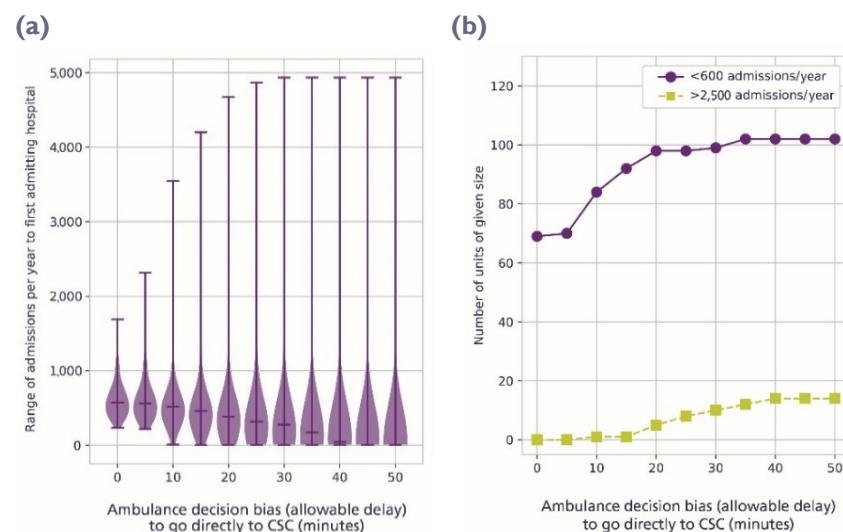 (a)
(b)
Range of admissions per year to first admitting hospital
5,000
4,000
3,000
2,000
1,000
0
0 10 20 30 40 50
Ambulance decision bias (allowable delay)
to go directly to CSC (minutes)
Number of units of given size
120
100
80
60
40
20
0
<600 admissions/year
>2,500 admissions/year
0 10 20 30 40 50
Ambulance decision bias (allowable delay)
to go directly to CSC (minutes)